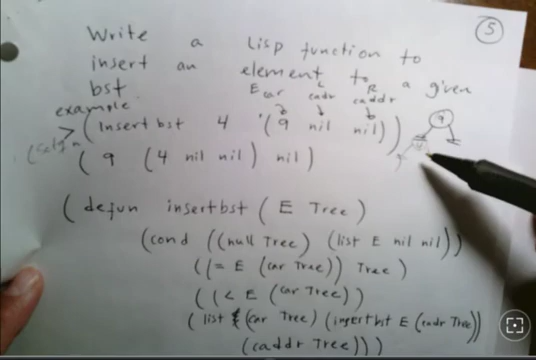 5
Write a Lisp function to
insert an element to a given
bst E car L cadr R caddr
example
> (Insert bst 4 '(9 nil nil))
9
4
( 9 (4 nil nil) nil)
(defun insertbst ( E Tree)
(cond ((null Tree) (list E nil nil))
((= E (car Tree)) Tree)
((< E (car Tree))
(list (car Tree) (insertbst E (cadr Tree))
(caddr Tree)))